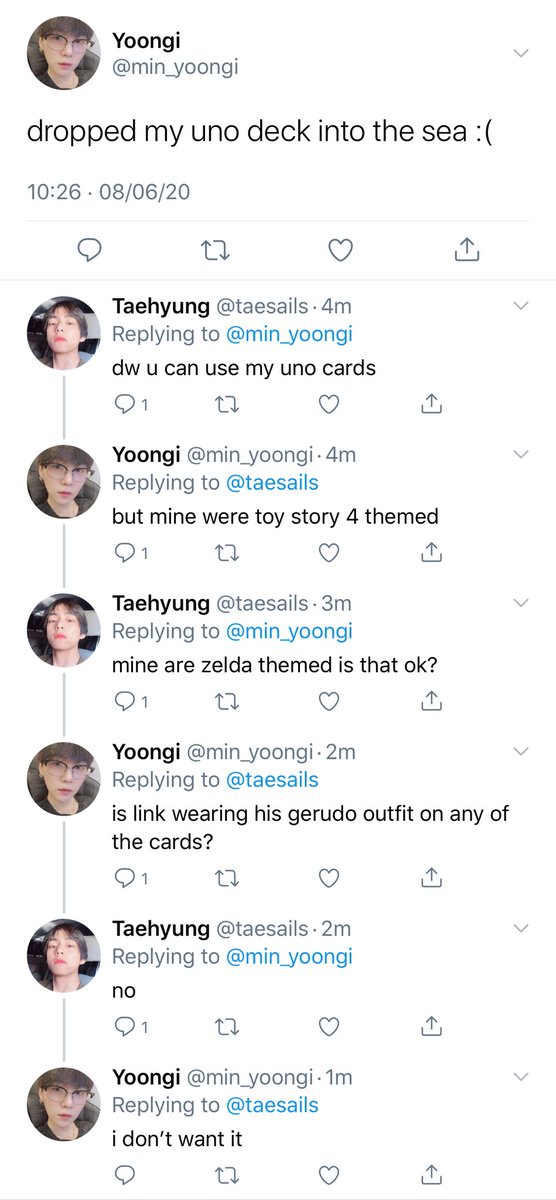 Yoongi
@min_yoongi
dropped my uno deck into the sea :(
10:26 · 08/06/20
Taehyung @taesails · 4m
Replying to @min_yoongi
dw u can use my uno cards
1
Yoongi @min_yoongi · 4m
Replying to @taesails
but mine were toy story 4 themed
1
Taehyung @taesails · 3m
Replying to @min_yoongi
mine are zelda themed is that ok?
1
Yoongi @min_yoongi · 2m
Replying to @taesails
is link wearing his gerudo outfit on any of
the cards?
1
Taehyung @taesails · 2m
Replying to @min_yoongi
no
1
Yoongi @min_yoongi · 1m
Replying to @taesails
i don’t want it